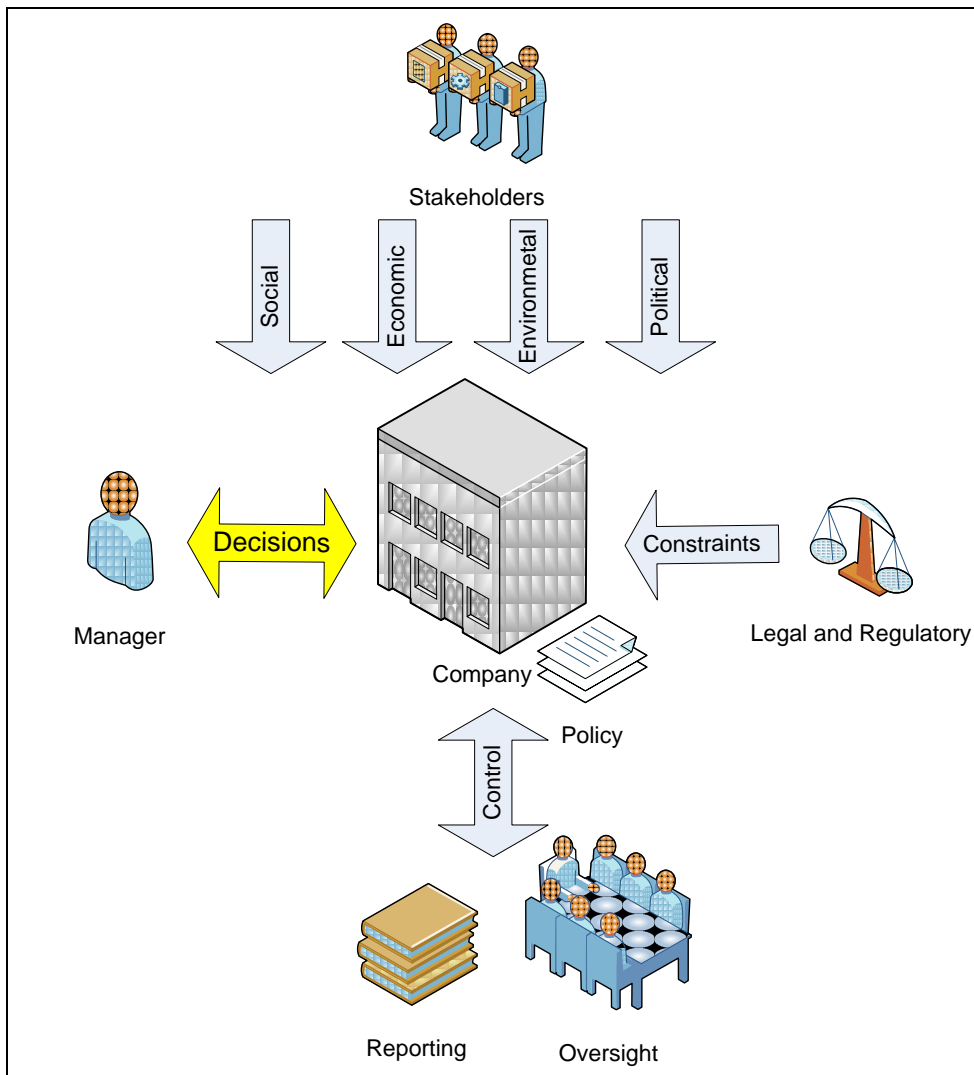 Stakeholders
Social
Economic
Environmetal
Political
Decisions
Constraints
Manager
Legal and Regulatory
Company
Policy
Control
Reporting
Oversight